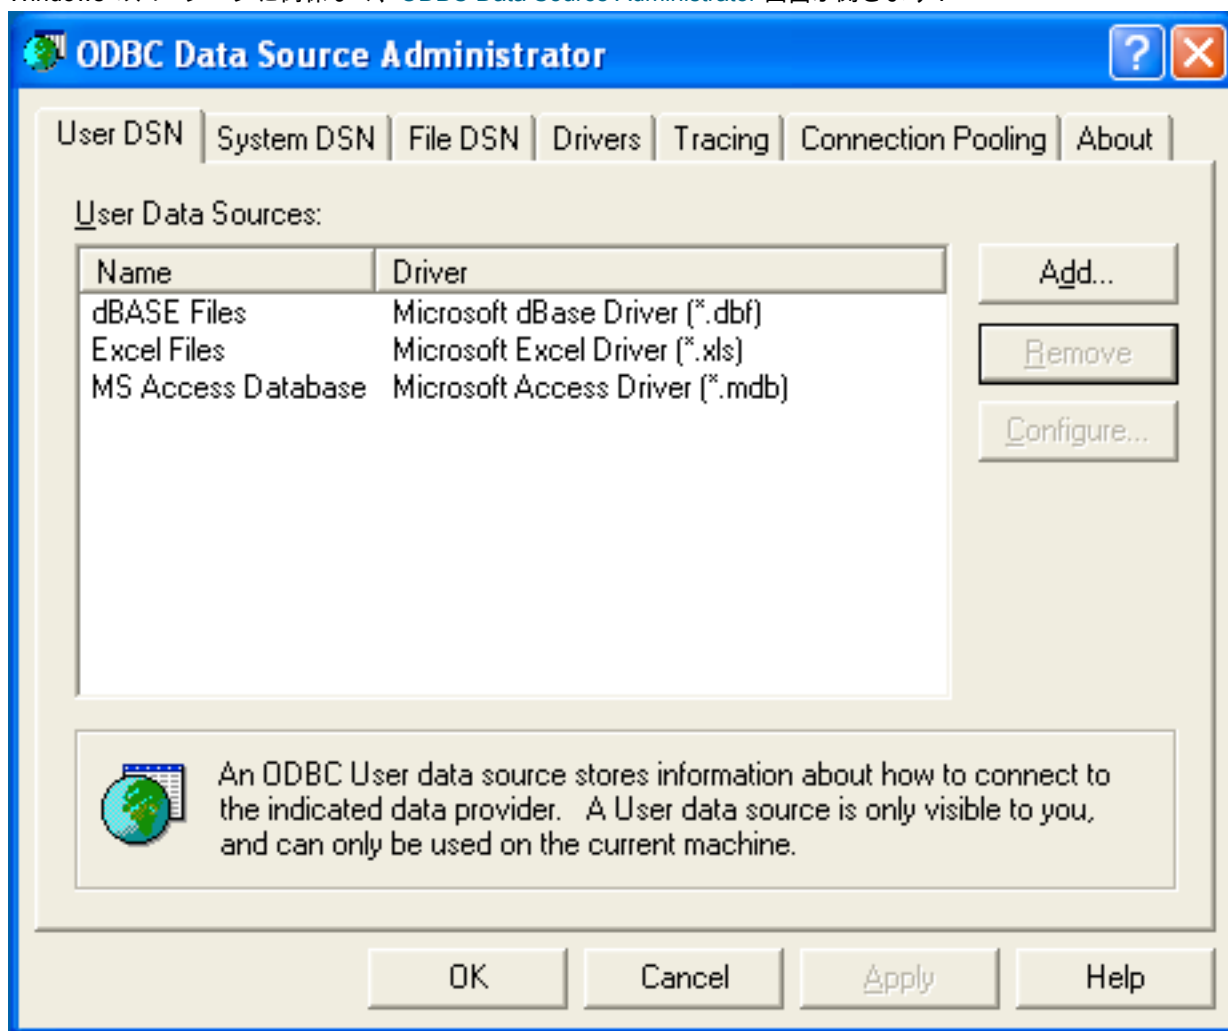 ODBC Data Source Administrator
ODBC Data Source Administrator
User DSN System DSN File DSN Drivers Tracing Connection Pooling About
User Data Sources:
Name Driver
dBASE Files Microsoft dBase Driver (*.dbf)
Excel Files Microsoft Excel Driver (*.xls)
MS Access Database Microsoft Access Driver (*.mdb)
Add...
Remove
Configure...
An ODBC User data source stores information about how to connect to
the indicated data provider. A User data source is only visible to you,
and can only be used on the current machine.
OK Cancel Apply Help